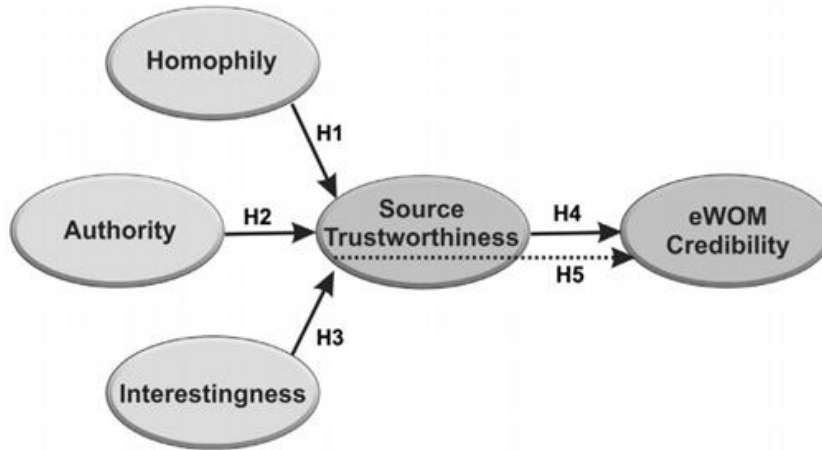 Homophily
H1
Authority
H2
Source
Trustworthiness
H4
eWOM
Credibility
H5
H3
Interestingness